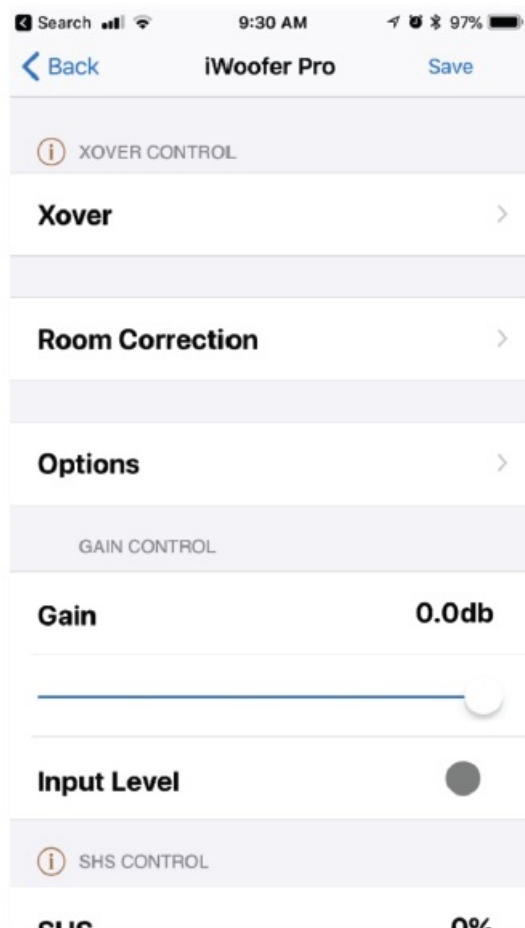 Search 9:30 AM 97%
Back iWoofer Pro Save
XOVER CONTROL
Xover
Room Correction
Options
GAIN CONTROL
Gain 0.0db
Input Level
SHS CONTROL
SHS 0%